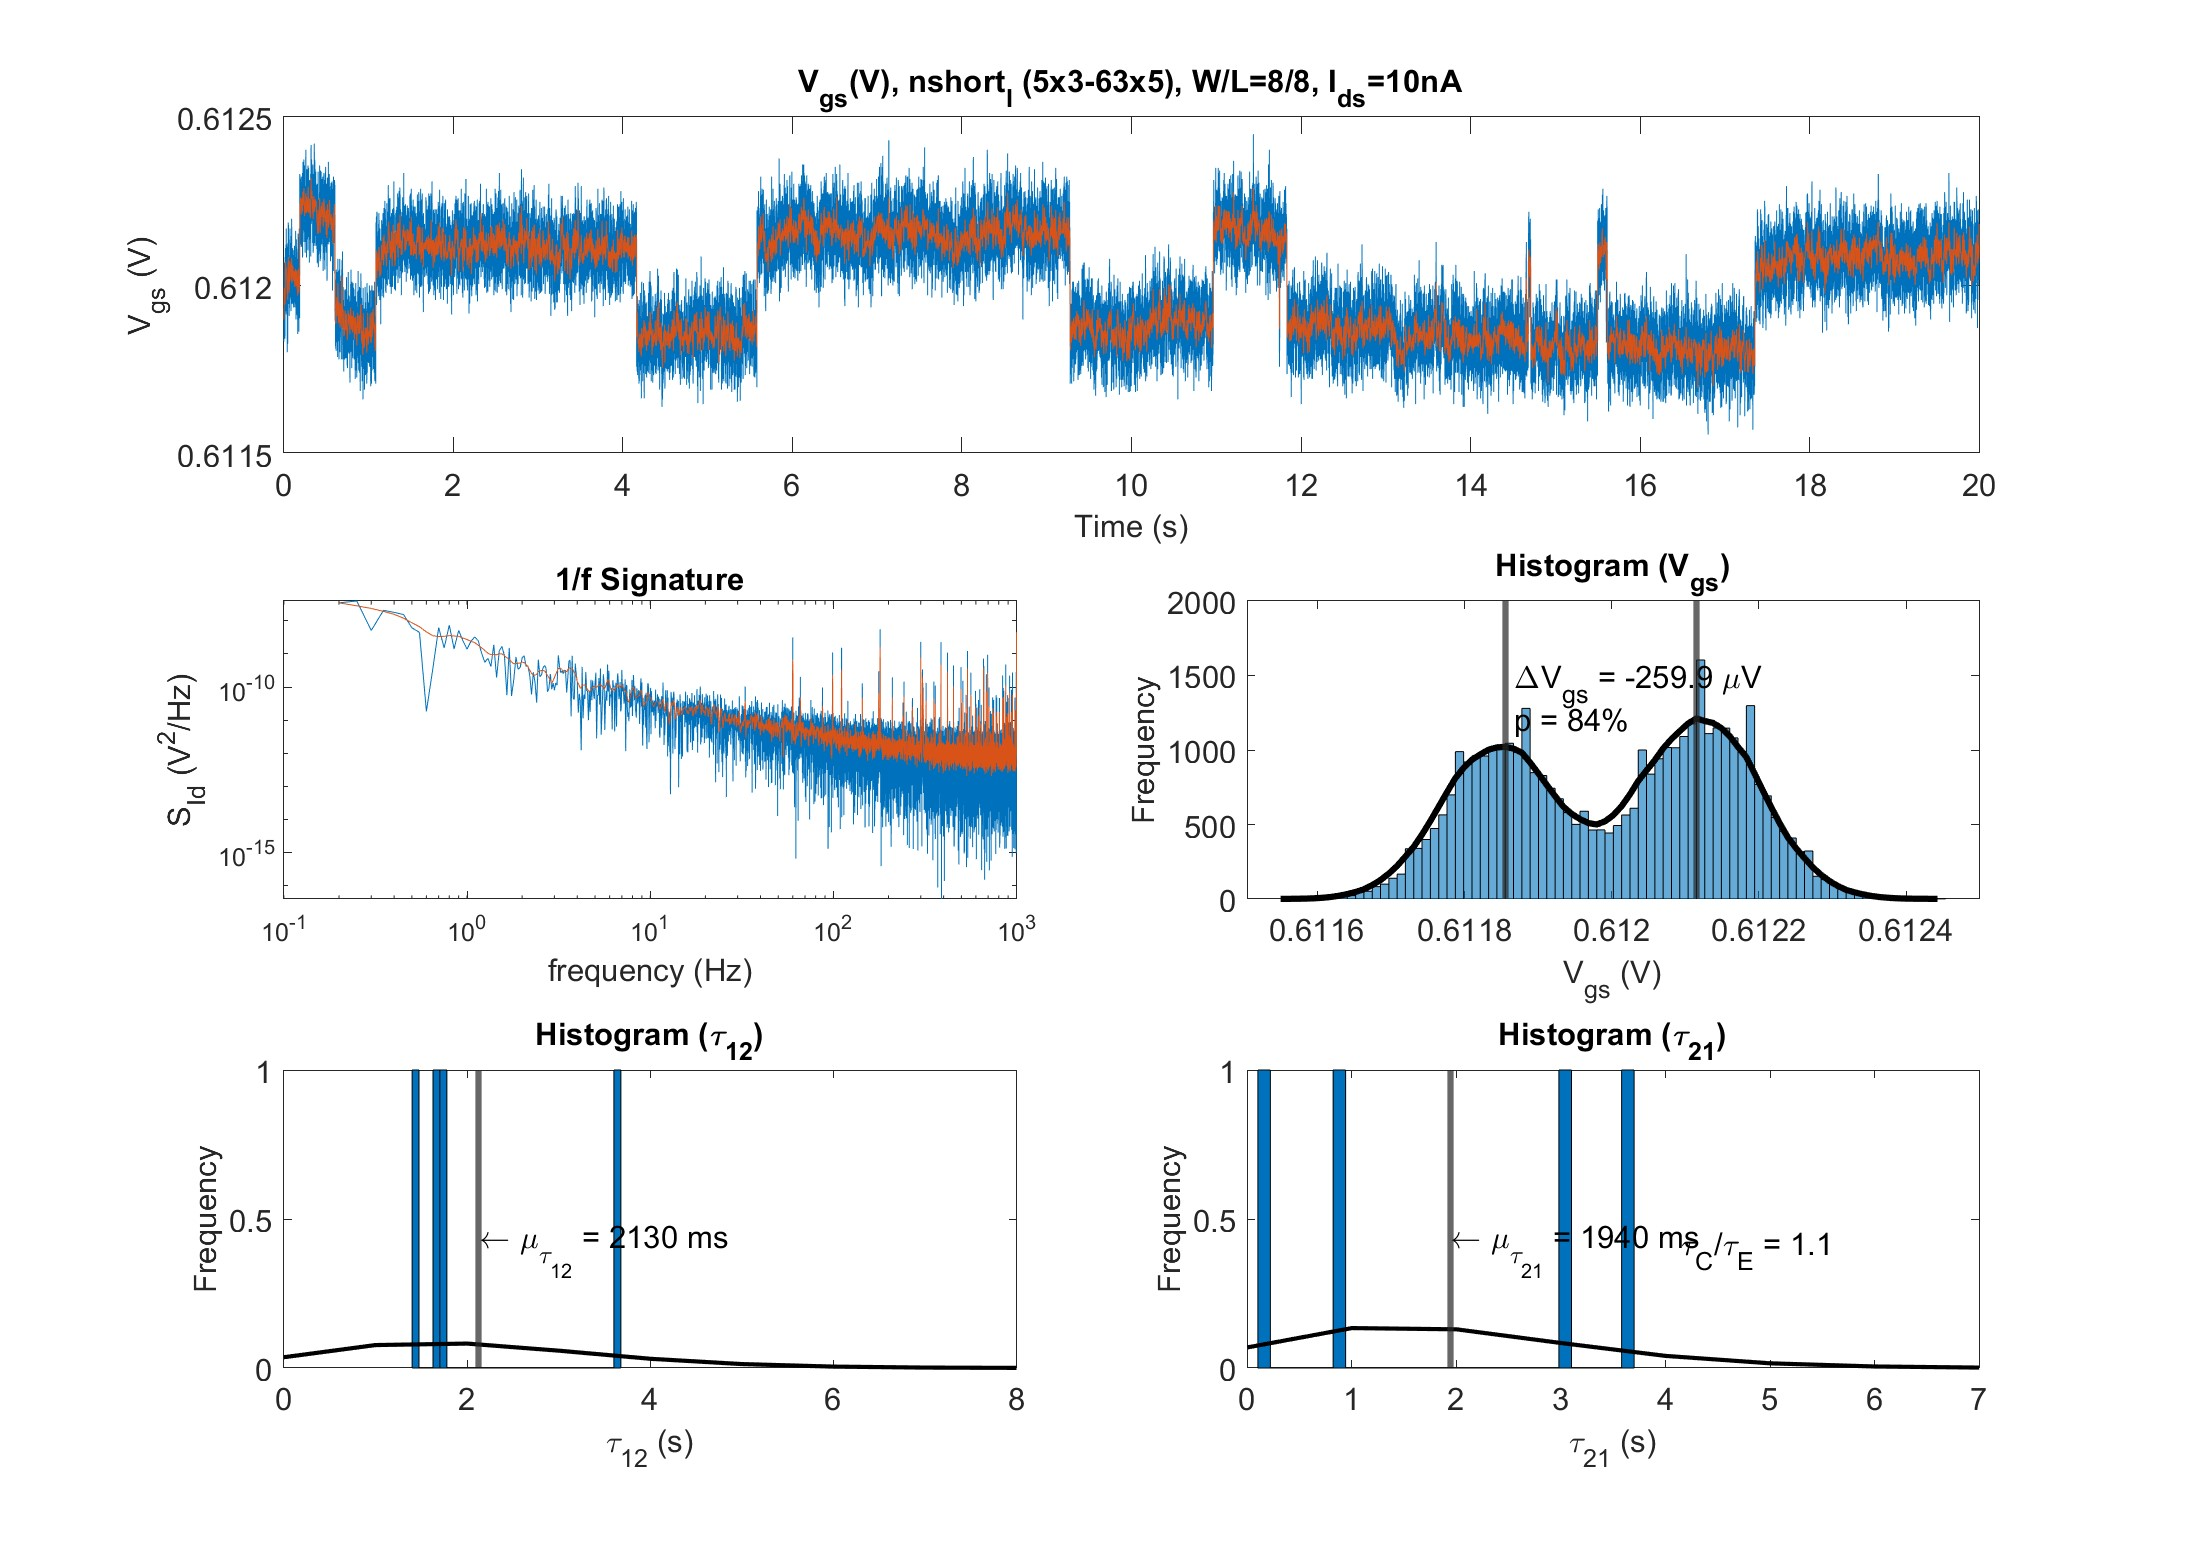 Vgs(V), nshortl (5x3-63x5), W/L=8/8, Ids=10nA
0.6125
0.612
0.6115
Vgs (V)
0 2 4 6 8 10 12 14 16 18 20
Time (s)
1/f Signature
10-10
10-15
SId (V2/Hz)
10-1 100 101 102 103
frequency (Hz)
Histogram (Vgs)
2000
1500
1000
500
0
Frequency
ΔVgs = -259.9 μV
p = 84%
0.6116 0.6118 0.612 0.6122 0.6124
Vgs (V)
Histogram (τ12)
1
0.5
0
Frequency
← μτ12 = 2130 ms
0 2 4 6 8
τ12 (s)
Histogram (τ21)
1
0.5
0
Frequency
← μτ21 = 1940 ms
τC/τE = 1.1
0 1 2 3 4 5 6 7
τ21 (s)